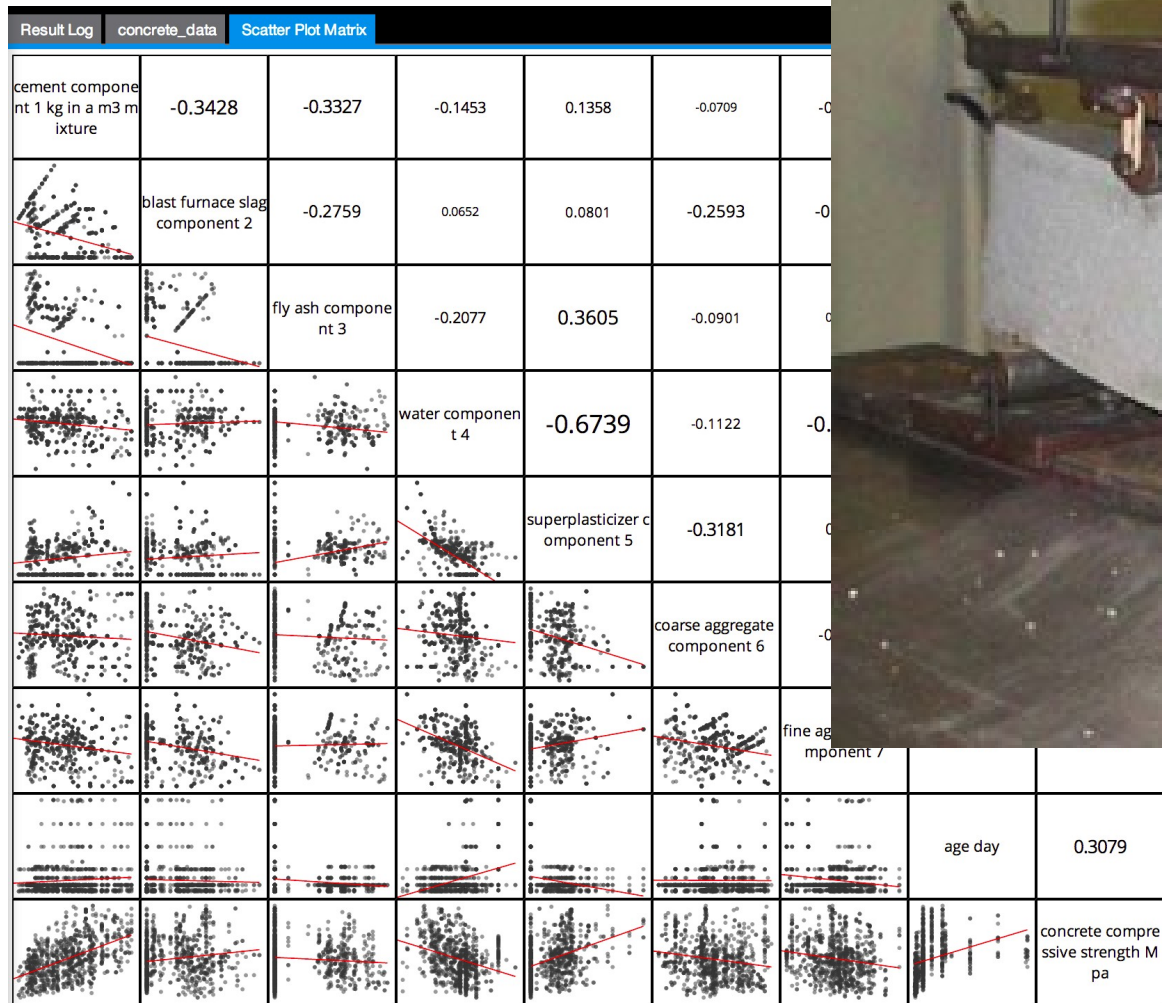 Result Log concrete_data Scatter Plot Matrix
cement compone
nt 1 kg in a m3 m
ixture
-0.3428 -0.3327 -0.1453 0.1358 -0.0709
blast furnace slag
component 2
-0.2759 0.0652 0.0801 -0.2593
fly ash compone
nt 3
-0.2077 0.3605 -0.0901
water componen
t 4
-0.6739 -0.1122
superplasticizer c
omponent 5
-0.3181
coarse aggregate
component 6
fine
mponent 7
age day 0.3079
concrete compre
ssive strength M
pa